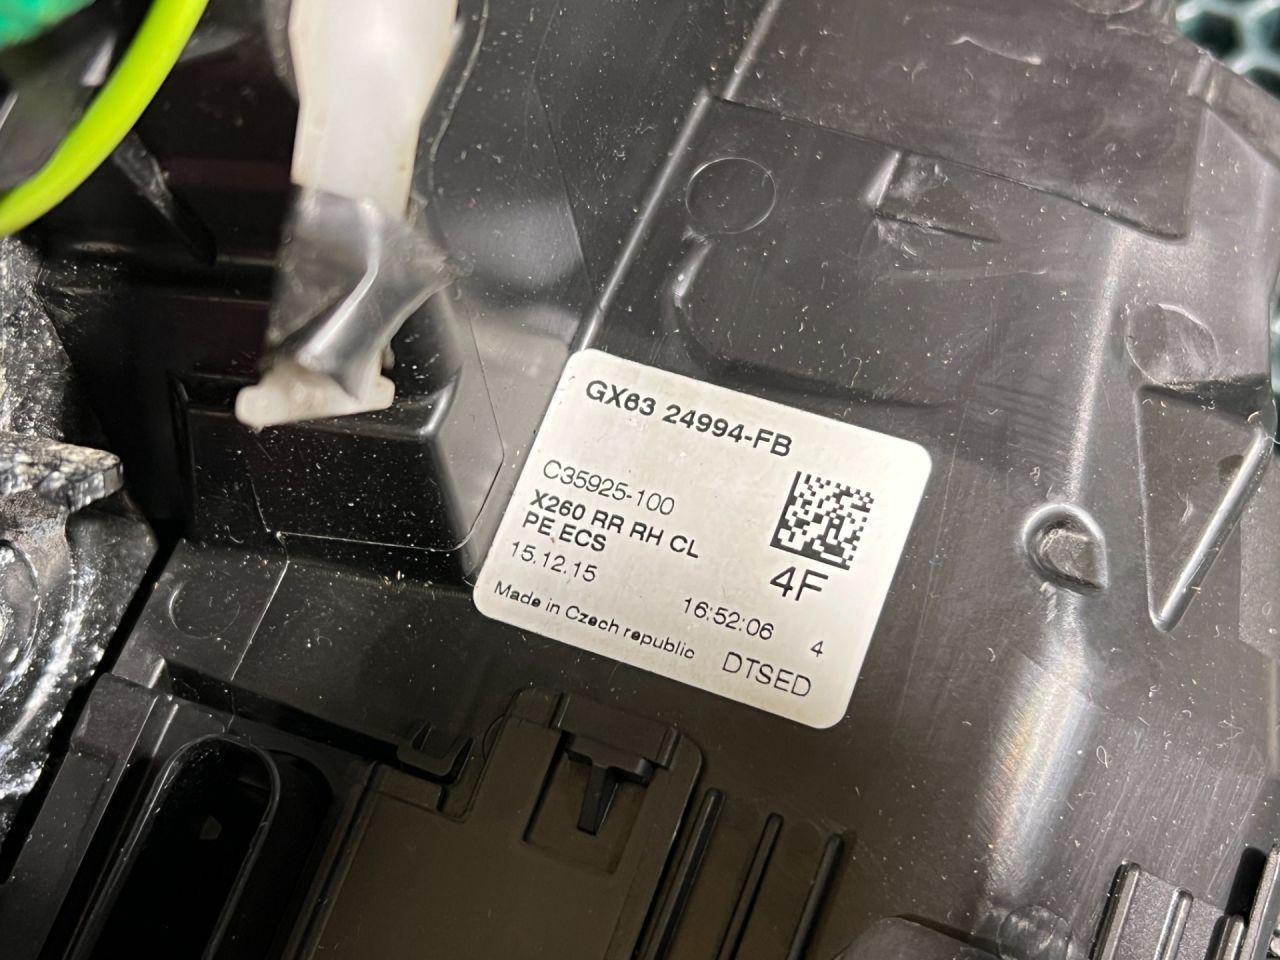 GX63 24994-FB
C35925-100
X260 RR RH CL
PE ECS
15.12.15
4F
16:52:06 4
Made in Czech republic DTSED